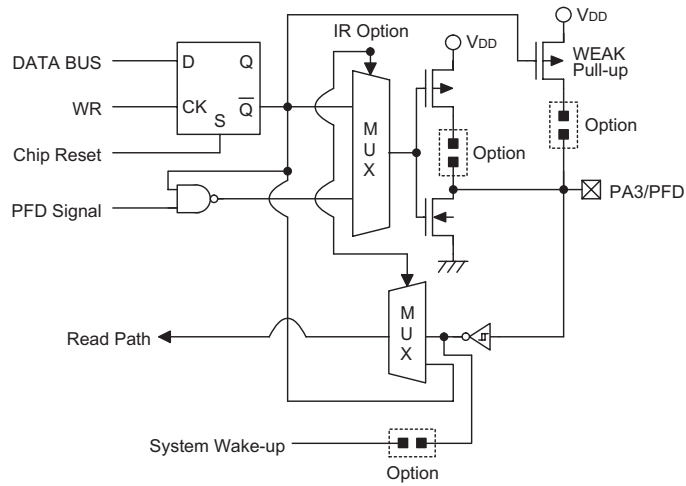 VDD
IR Option
VDD
WEAK
Pull-up
DATA BUS
D
Q
WR
CK
Q
S
M
U
X
Option
Option
Chip Reset
PFD Signal
PA3/PFD
M
U
X
Read Path
System Wake-up
Option